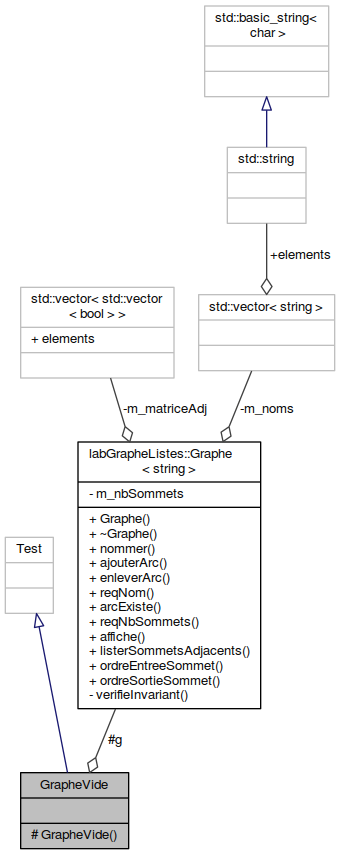 std::basic_string<
char >
std::string
+elements
std::vector< std::vector
< bool > >
+ elements
std::vector< string >
-m_matriceAdj
-m_noms
labGrapheListes::Graphe
< string >
- m_nbSommets
+ Graphe()
+ ~Graphe()
+ nommer()
+ ajouterArc()
+ enleverArc()
+ reqNom()
+ arcExiste()
+ reqNbSommets()
+ affiche()
+ listerSommetsAdjacents()
+ ordreEntreeSommet()
+ ordreSortieSommet()
- verifieInvariant()
Test
#g
GrapheVide
# GrapheVide()